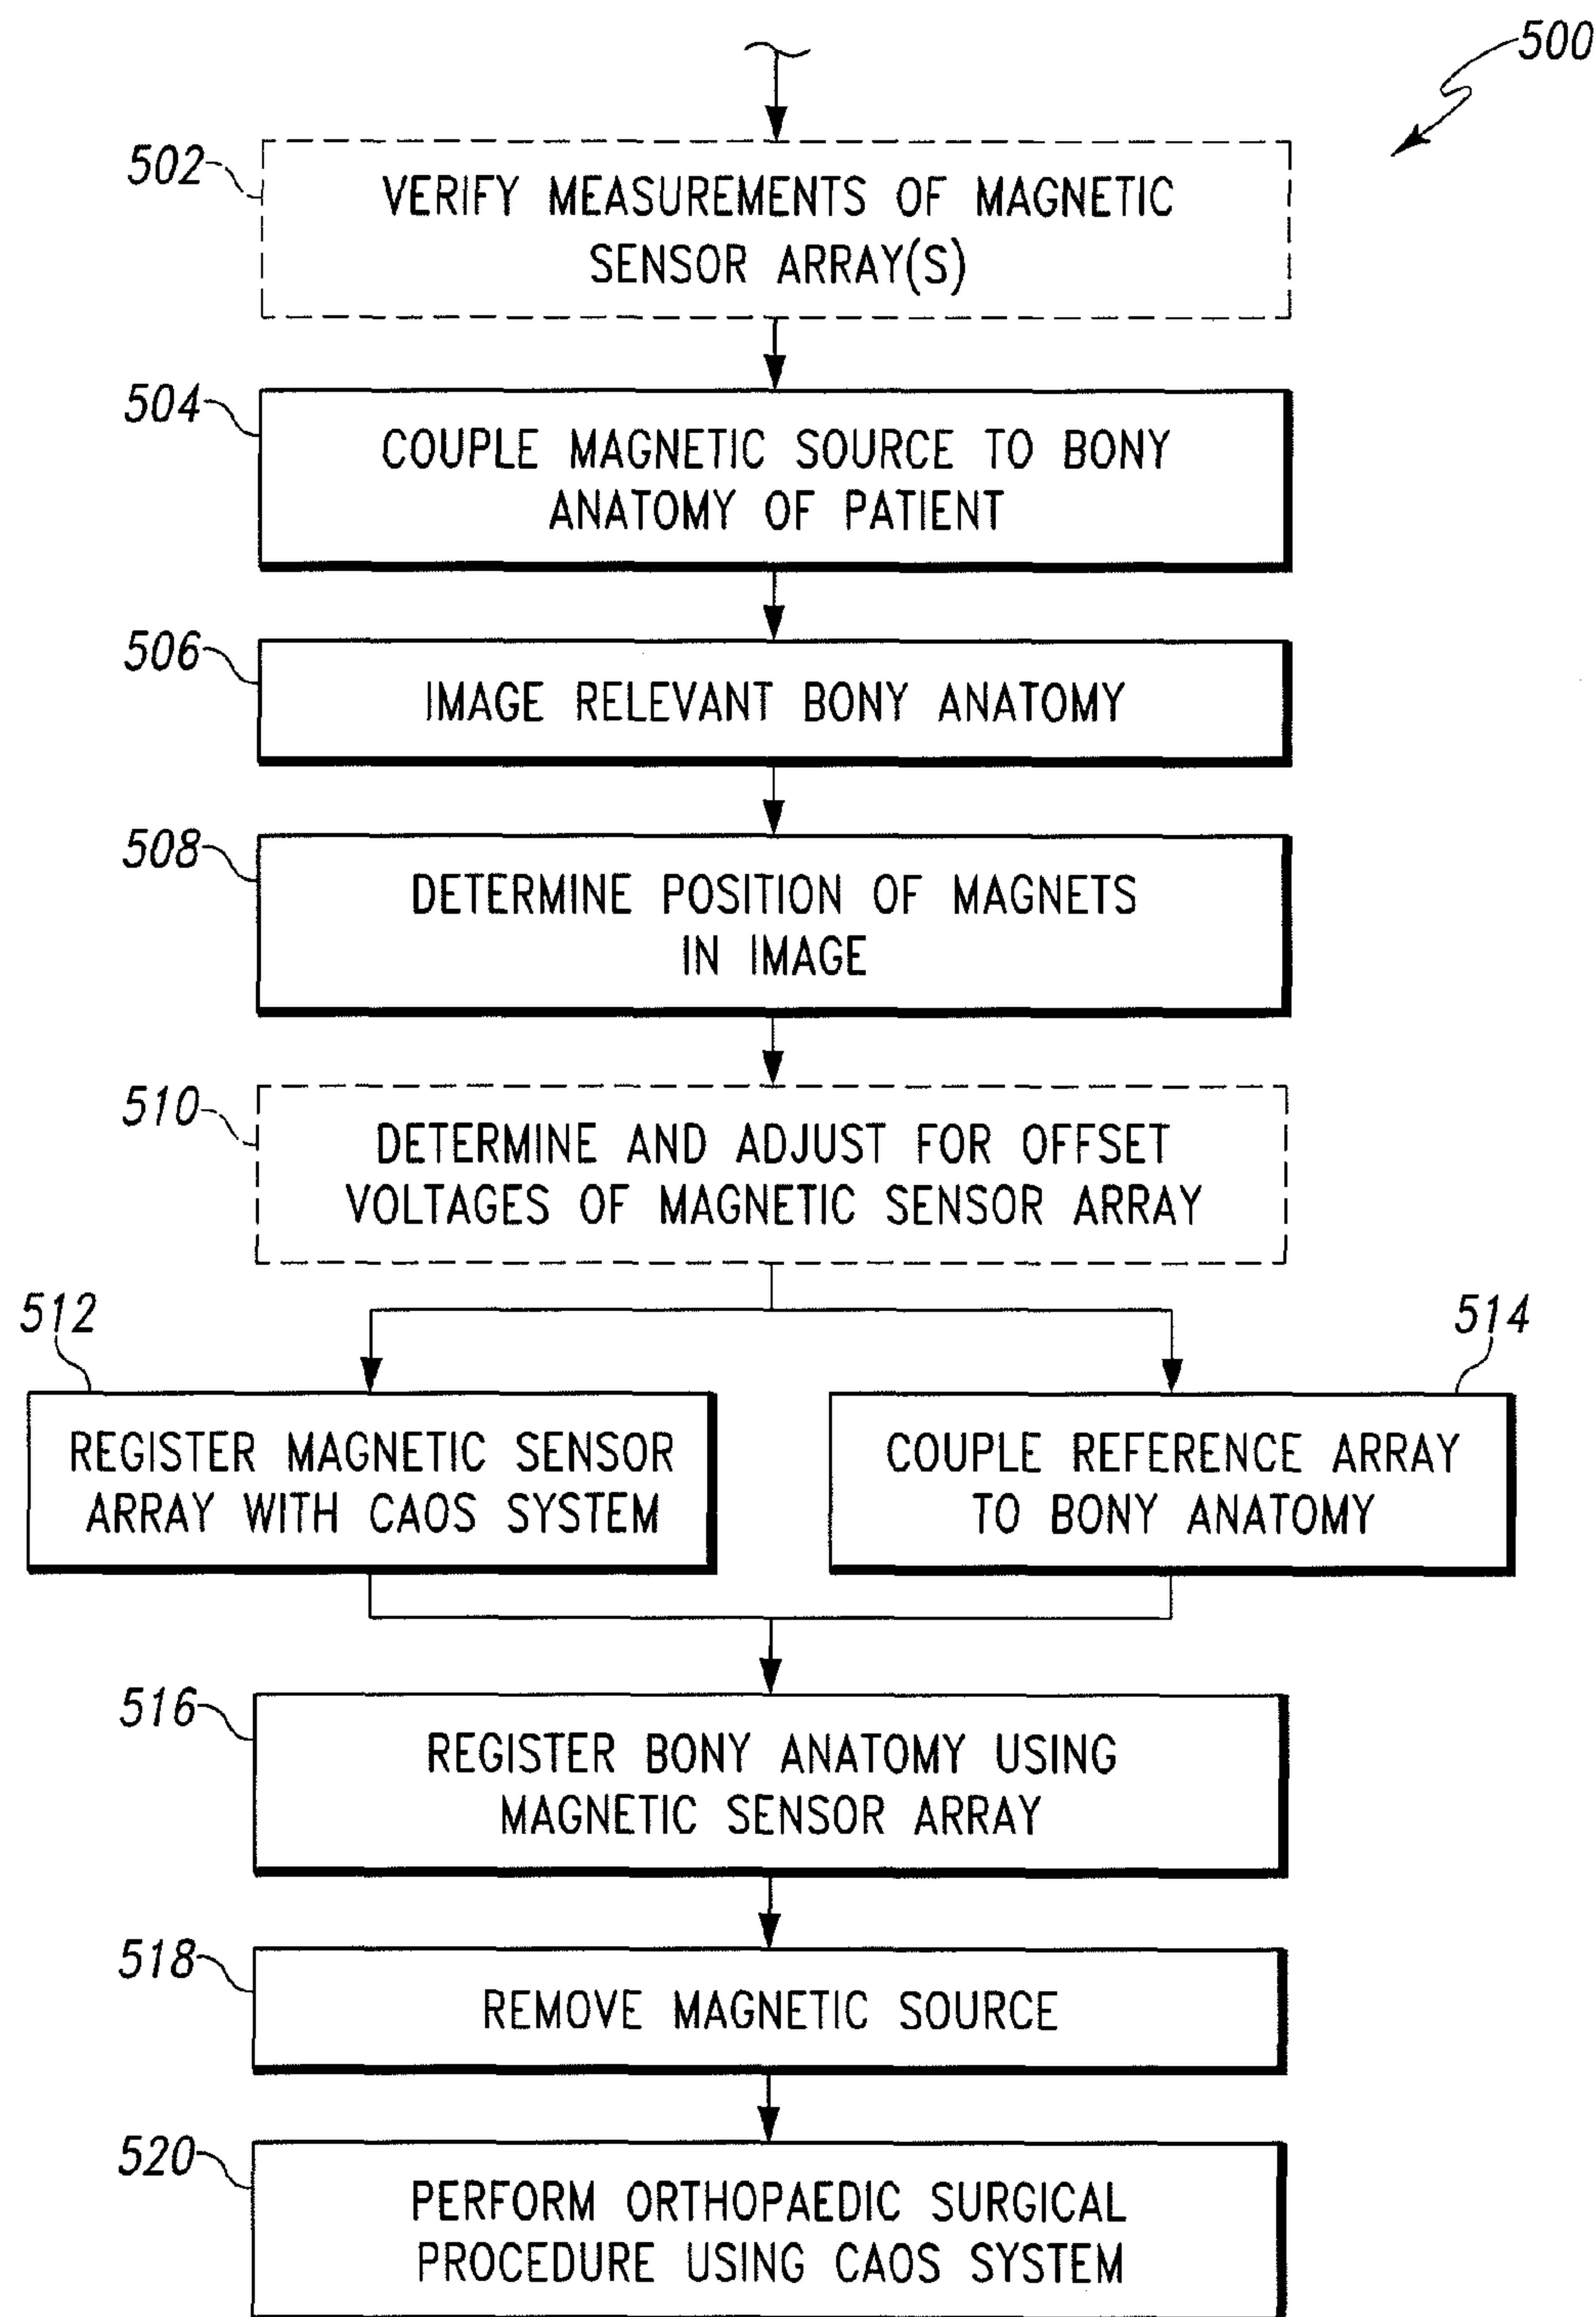 500
502
VERIFY MEASUREMENTS OF MAGNETIC
SENSOR ARRAY(S)
504
COUPLE MAGNETIC SOURCE TO BONY
ANATOMY OF PATIENT
506
IMAGE RELEVANT BONY ANATOMY
508
DETERMINE POSITION OF MAGNETS
IN IMAGE
510
DETERMINE AND ADJUST FOR OFFSET
VOLTAGES OF MAGNETIC SENSOR ARRAY
512
REGISTER MAGNETIC SENSOR
ARRAY WITH CAOS SYSTEM
514
COUPLE REFERENCE ARRAY
TO BONY ANATOMY
516
REGISTER BONY ANATOMY USING
MAGNETIC SENSOR ARRAY
518
REMOVE MAGNETIC SOURCE
520
PERFORM ORTHOPAEDIC SURGICAL
PROCEDURE USING CAOS SYSTEM